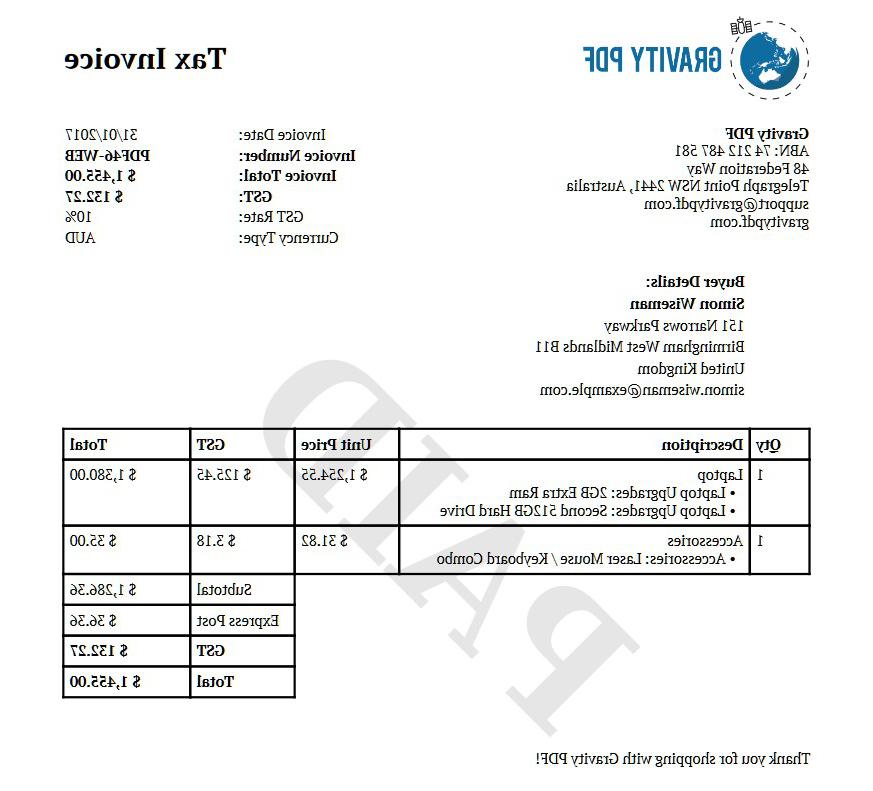 GRAVITY PDF
Tax Invoice
Gravity PDF
ABN: 74 212 487 581
48 Federation Way
Telegraph Point NSW 2441, Australia,
support@gravitypdf.com
gravitypdf.com
Invoice Date: 31/01/2017
Invoice Number: PDF46-WEB
Invoice Total: $ 1,455.00
GST: $ 132.27
GST Rate: 10%
Currency Type: AUD
Buyer Details:
Simon Wiseman
151 Narrows Parkway
Birmingham West Midlands B11
United Kingdom
simon.wiseman@example.com
Qty Description Unit Price GST Total
1 Laptop $ 1,254.55 $ 125.45 $ 1,380.00
• Laptop Upgrades: 2GB Extra Ram
• Laptop Upgrades: Second 512GB Hard Drive
1 Accessories $ 31.82 $ 3.18 $ 35.00
• Accessories: Laser Mouse / Keyboard Combo
Subtotal $ 1,286.36
Express Post $ 36.36
GST $ 132.27
Total $ 1,455.00
PAID
Thank you for shopping with Gravity PDF!